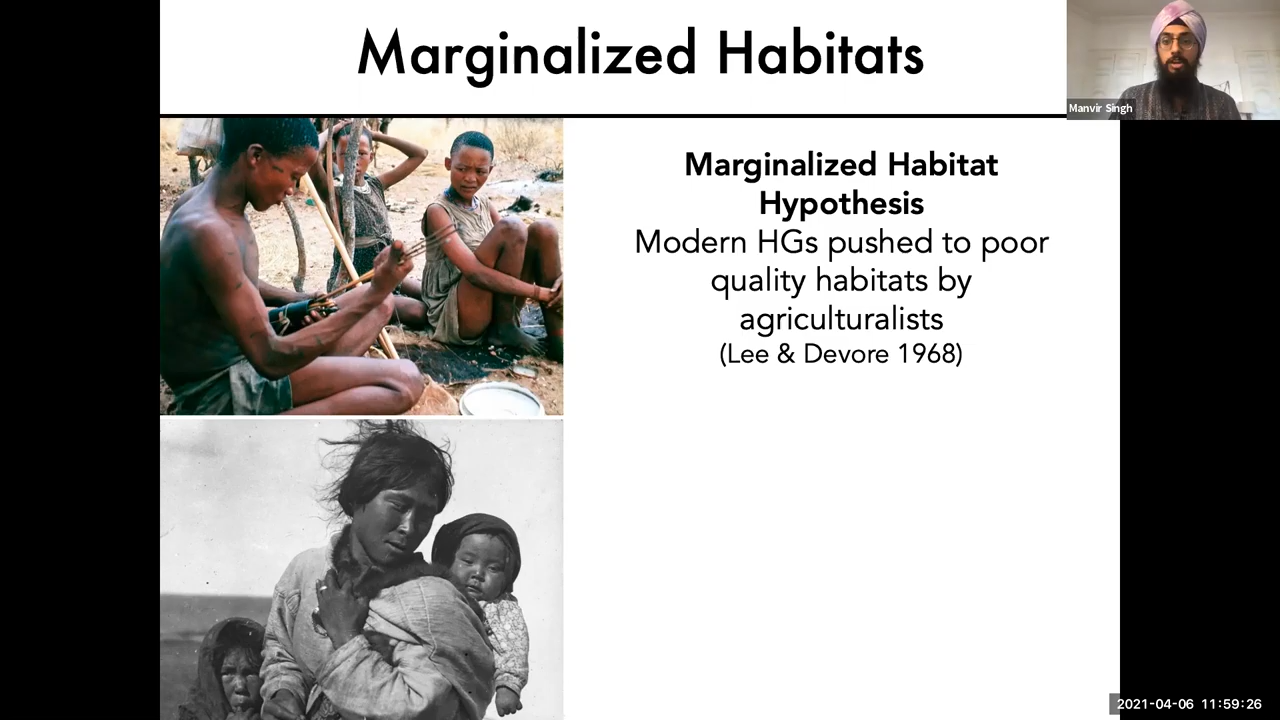 Marginalized Habitats
Manvir Singh
Marginalized Habitat
Hypothesis
Modern HGs pushed to poor
quality habitats by
agriculturalists
(Lee & Devore 1968)
2021-04-06 11:59:26